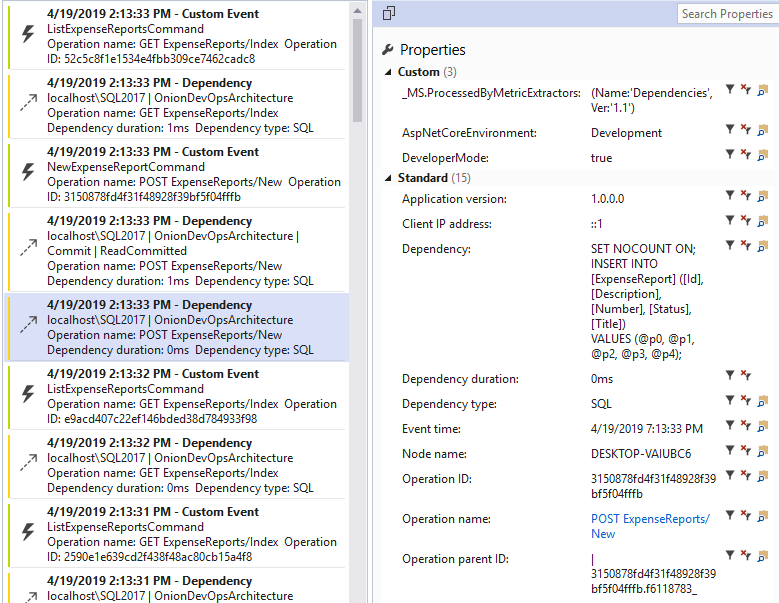 4/19/2019 2:13:33 PM - Custom Event
ListExpenseReportsCommand
Operation name: GET ExpenseReports/Index  Operation
ID: 52c5c8f1e1534e4fbb309ce7462cadc8
4/19/2019 2:13:33 PM - Dependency
localhost\SQL2017 | OnionDevOpsArchitecture
Operation name: GET ExpenseReports/Index
Dependency duration: 1ms  Dependency type: SQL
4/19/2019 2:13:33 PM - Custom Event
NewExpenseReportCommand
Operation name: POST ExpenseReports/New  Operation
ID: 3150878fd4f31f48928f39bf5f04fffb
4/19/2019 2:13:33 PM - Dependency
localhost\SQL2017 | OnionDevOpsArchitecture |
Commit | ReadCommitted
Operation name: POST ExpenseReports/New
Dependency duration: 1ms  Dependency type: SQL
4/19/2019 2:13:33 PM - Dependency
localhost\SQL2017 | OnionDevOpsArchitecture
Operation name: POST ExpenseReports/New
Dependency duration: 0ms  Dependency type: SQL
4/19/2019 2:13:32 PM - Custom Event
ListExpenseReportsCommand
Operation name: GET ExpenseReports/Index  Operation
ID: e9acd407c22ef146bded38d784933f98
4/19/2019 2:13:32 PM - Dependency
localhost\SQL2017 | OnionDevOpsArchitecture
Operation name: GET ExpenseReports/Index
Dependency duration: 0ms  Dependency type: SQL
4/19/2019 2:13:31 PM - Custom Event
ListExpenseReportsCommand
Operation name: GET ExpenseReports/Index  Operation
ID: 2590e1e639cd2f438f48ac80cb15a4f8
4/19/2019 2:13:31 PM - Dependency
localhost\SQL2017 | OnionDevOpsArchitecture
Search Properties
Properties
Custom (3)
_MS.ProcessedByMetricExtractors: (Name:'Dependencies',
Ver:'1.1')
AspNetCoreEnvironment: Development
DeveloperMode: true
Standard (15)
Application version: 1.0.0.0
Client IP address: ::1
Dependency: SET NOCOUNT ON;
INSERT INTO
[ExpenseReport] ([Id],
[Description],
[Number], [Status],
[Title])
VALUES (@p0, @p1,
@p2, @p3, @p4);
Dependency duration: 0ms
Dependency type: SQL
Event time: 4/19/2019 7:13:33 PM
Node name: DESKTOP-VAIUBC6
Operation ID: 3150878fd4f31f48928f39
bf5f04fffb
Operation name: POST ExpenseReports/
New
Operation parent ID: |
3150878fd4f31f48928f39
bf5f04fffb.f6118783_